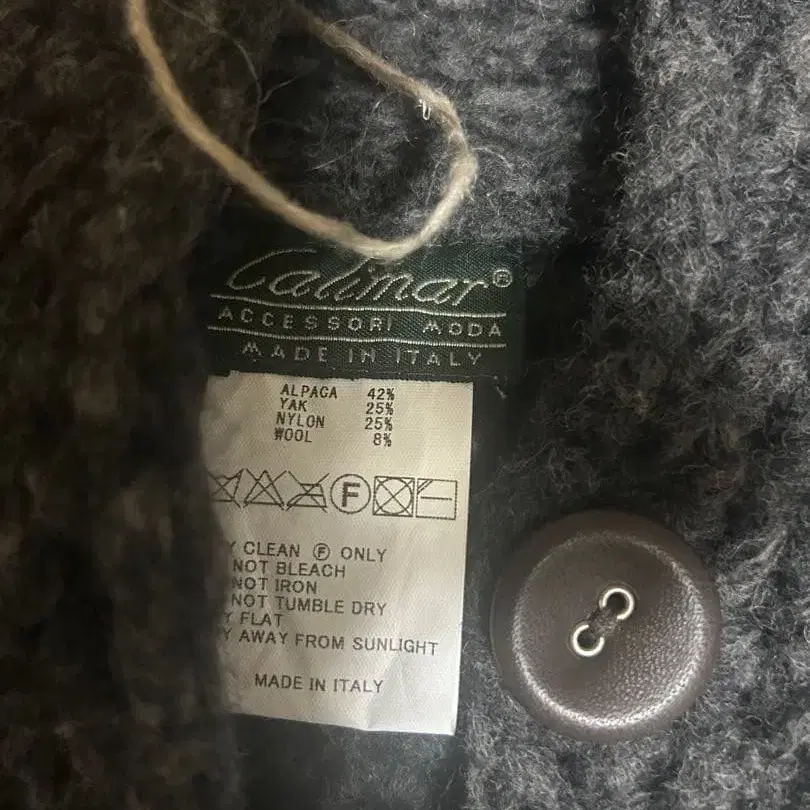 Calimar®
ACCESSORI MODA
MADE IN ITALY
ALPACA 42%
YAK 25%
NYLON 25%
WOOL 8%
F
Y CLEAN Ⓕ ONLY
NOT BLEACH
NOT IRON
NOT TUMBLE DRY
Y FLAT
Y AWAY FROM SUNLIGHT
MADE IN ITALY